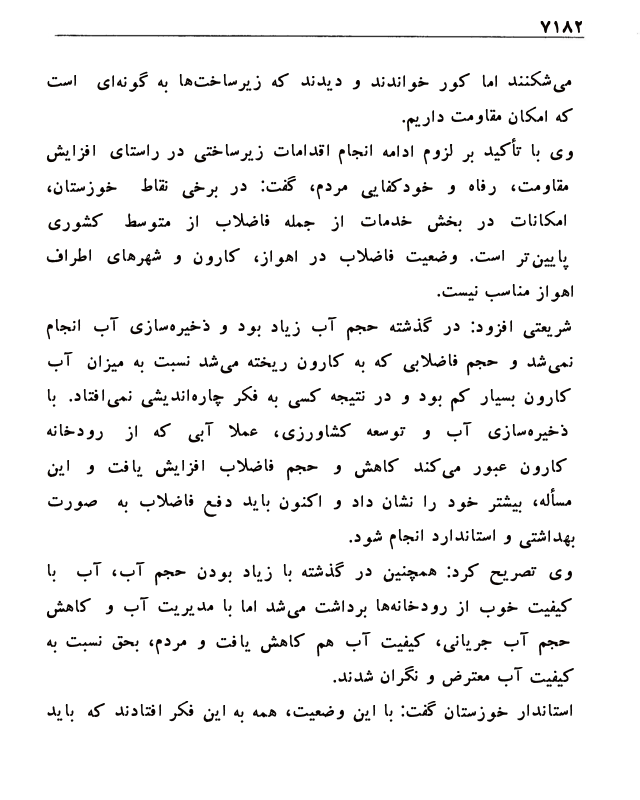 ۷۱۸۲
می‌شکنند اما کور خواندند و دیدند که زیرساخت‌ها به گونه‌ای است
که امکان مقاومت داریم.
وی با تأکید بر لزوم ادامه انجام اقدامات زیرساختی در راستای افزایش
مقاومت، رفاه و خودکفایی مردم، گفت: در برخی نقاط خوزستان،
امکانات در بخش خدمات از جمله فاضلاب از متوسط کشوری
پایین‌تر است. وضعیت فاضلاب در اهواز، کارون و شهرهای اطراف
اهواز مناسب نیست.
شریعتی افزود: در گذشته حجم آب زیاد بود و ذخیره‌سازی آب انجام
نمی‌شد و حجم فاضلابی که به کارون ریخته می‌شد نسبت به میزان آب
کارون بسیار کم بود و در نتیجه کسی به فکر چاره‌اندیشی نمی‌افتاد. با
ذخیره‌سازی آب و توسعه کشاورزی، عملا آبی که از رودخانه
کارون عبور می‌کند کاهش و حجم فاضلاب افزایش یافت و این
مسأله، بیشتر خود را نشان داد و اکنون باید دفع فاضلاب به صورت
بهداشتی و استاندارد انجام شود.
وی تصریح کرد: همچنین در گذشته با زیاد بودن حجم آب، آب با
کیفیت خوب از رودخانه‌ها برداشت می‌شد اما با مدیریت آب و کاهش
حجم آب جریانی، کیفیت آب هم کاهش یافت و مردم، بحق نسبت به
کیفیت آب معترض و نگران شدند.
استاندار خوزستان گفت: با این وضعیت، همه به این فکر افتادند که باید